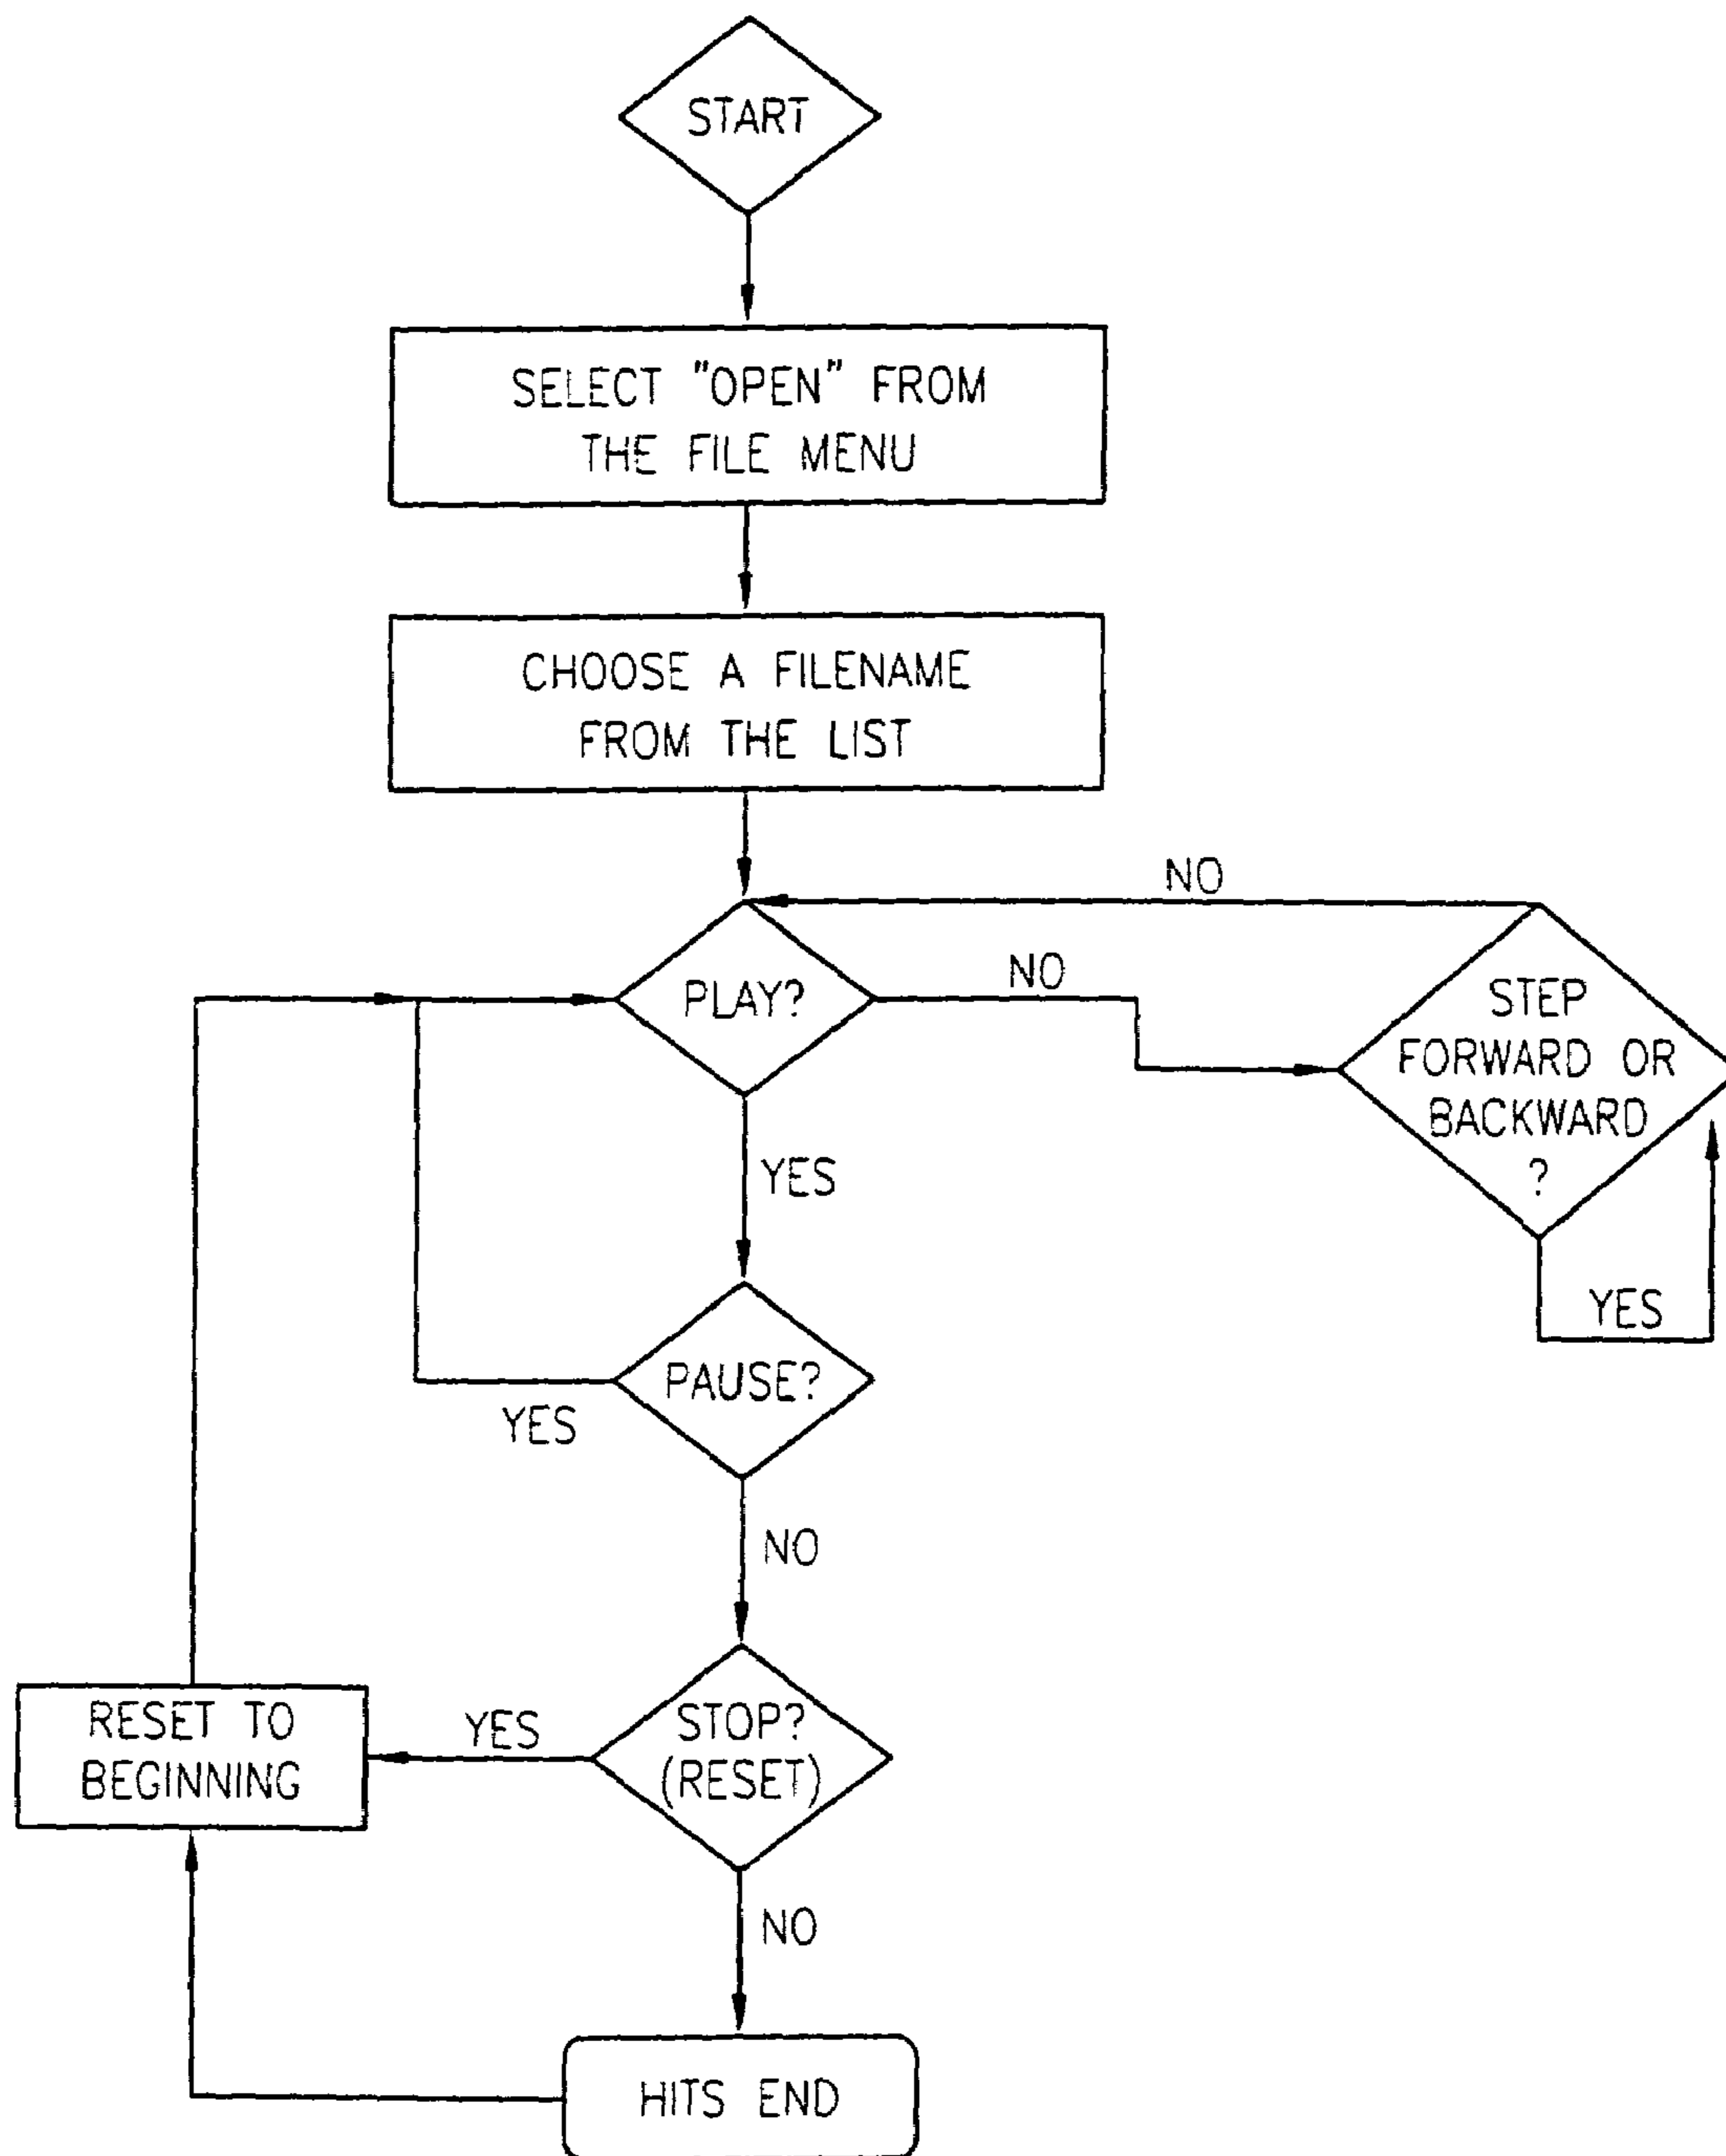 START
SELECT "OPEN" FROM
THE FILE MENU
CHOOSE A FILENAME
FROM THE LIST
NO
PLAY?
NO
STEP
FORWARD OR
BACKWARD
?
YES
YES
PAUSE?
YES
NO
RESET TO
BEGINNING
YES
STOP?
(RESET)
NO
HITS END